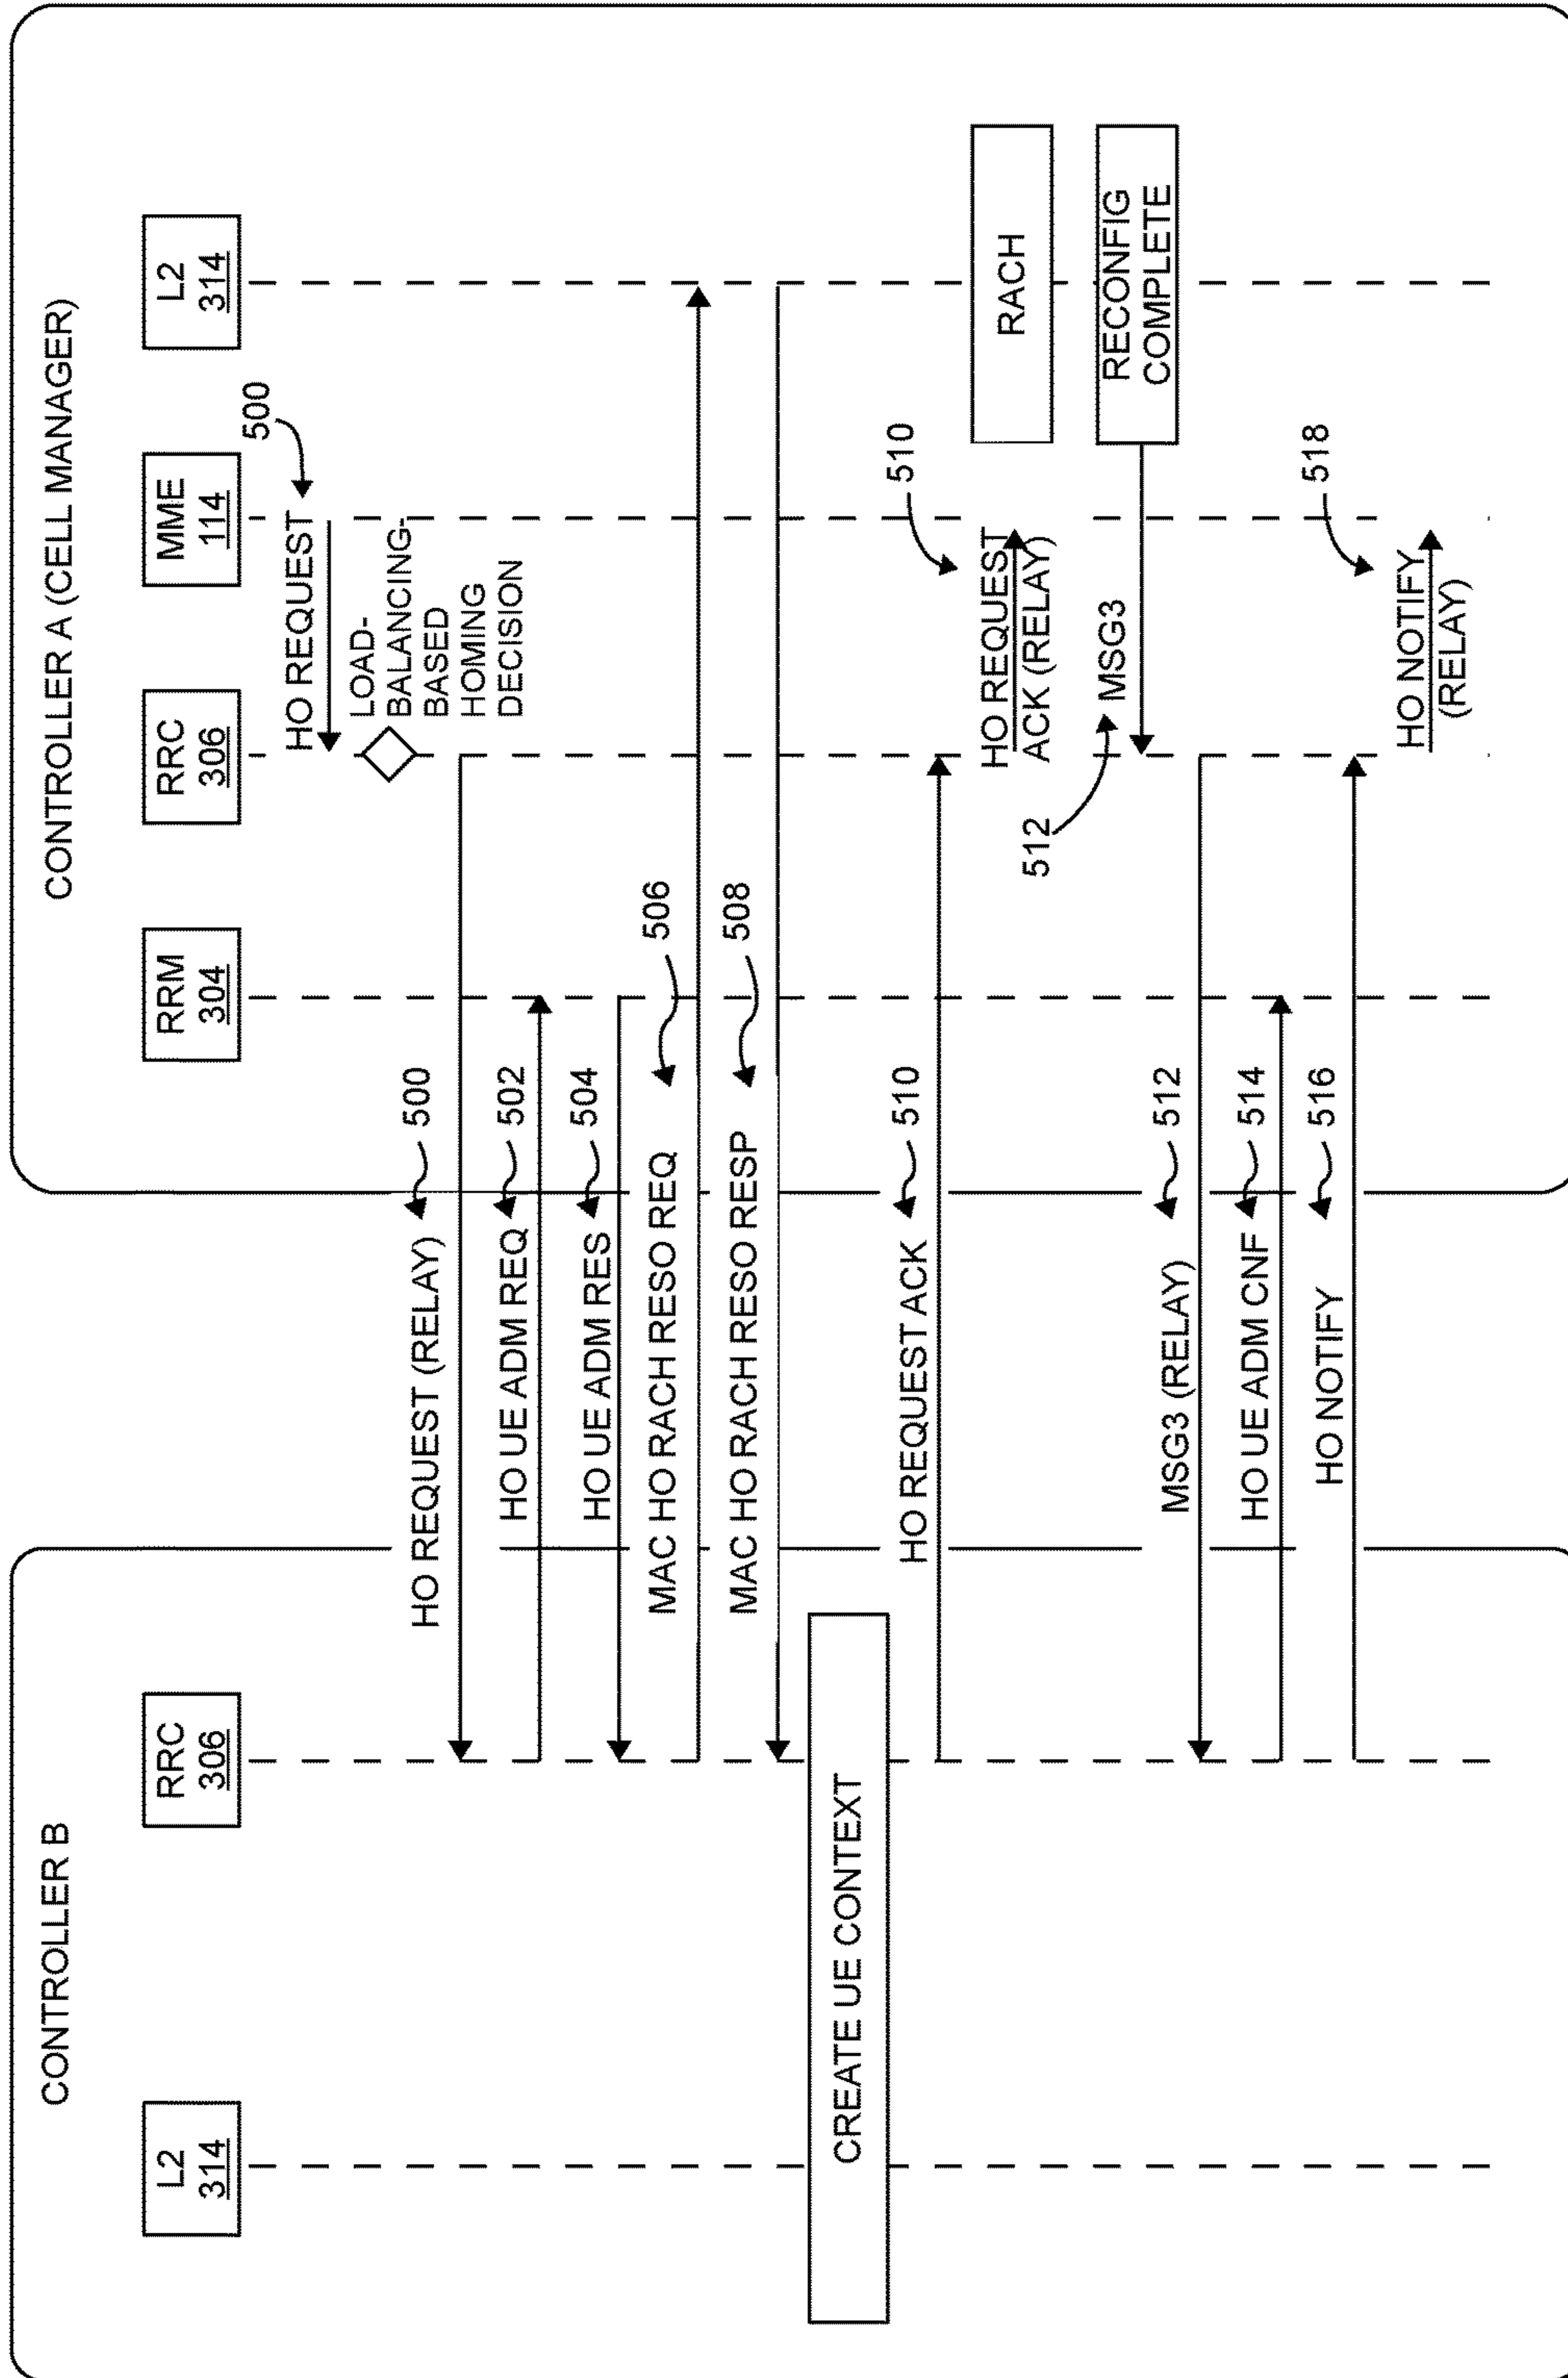 CONTROLLER B
CONTROLLER A (CELL MANAGER)
L2
314
RRC
306
RRM
304
RRC
306
MME
114
L2
314
HO REQUEST
500
LOAD-
BALANCING-
BASED
HOMING
DECISION
HO REQUEST (RELAY)
500
HO UE ADM REQ
502
HO UE ADM RES
504
MAC HO RACH RESO REQ
506
MAC HO RACH RESO RESP
508
CREATE UE CONTEXT
HO REQUEST ACK
510
HO REQUEST
ACK (RELAY)
510
RACH
512
MSG3
RECONFIG
COMPLETE
MSG3 (RELAY)
512
HO UE ADM CNF
514
HO NOTIFY
516
HO NOTIFY
(RELAY)
518